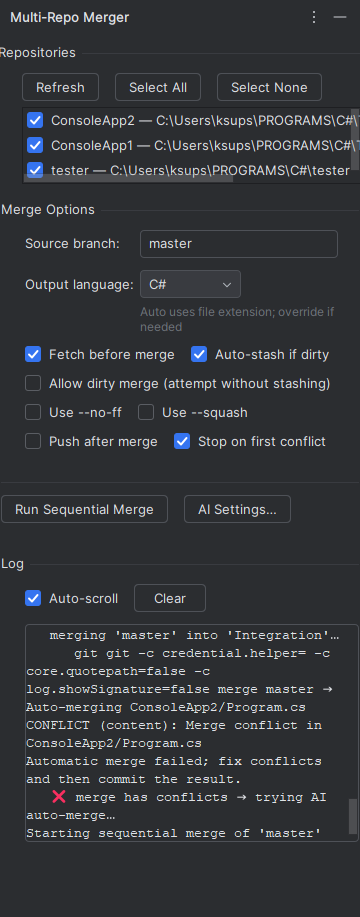 Multi-Repo Merger
Repositories
Refresh
Select All
Select None
ConsoleApp2 — C:\Users\ksups\PROGRAMS\C#\
ConsoleApp1 — C:\Users\ksups\PROGRAMS\C#\
tester — C:\Users\ksups\PROGRAMS\C#\tester
Merge Options
Source branch: master
Output language: C#
Auto uses file extension; override if
needed
Fetch before merge Auto-stash if dirty
Allow dirty merge (attempt without stashing)
Use --no-ff Use --squash
Push after merge Stop on first conflict
Run Sequential Merge AI Settings...
Log
Auto-scroll Clear
merging 'master' into 'Integration'…
git git -c credential.helper= -c
core.quotepath=false -c
log.showSignature=false merge master →
Auto-merging ConsoleApp2/Program.cs
CONFLICT (content): Merge conflict in
ConsoleApp2/Program.cs
Automatic merge failed; fix conflicts
and then commit the result.
❌ merge has conflicts → trying AI
auto-merge…
Starting sequential merge of 'master'